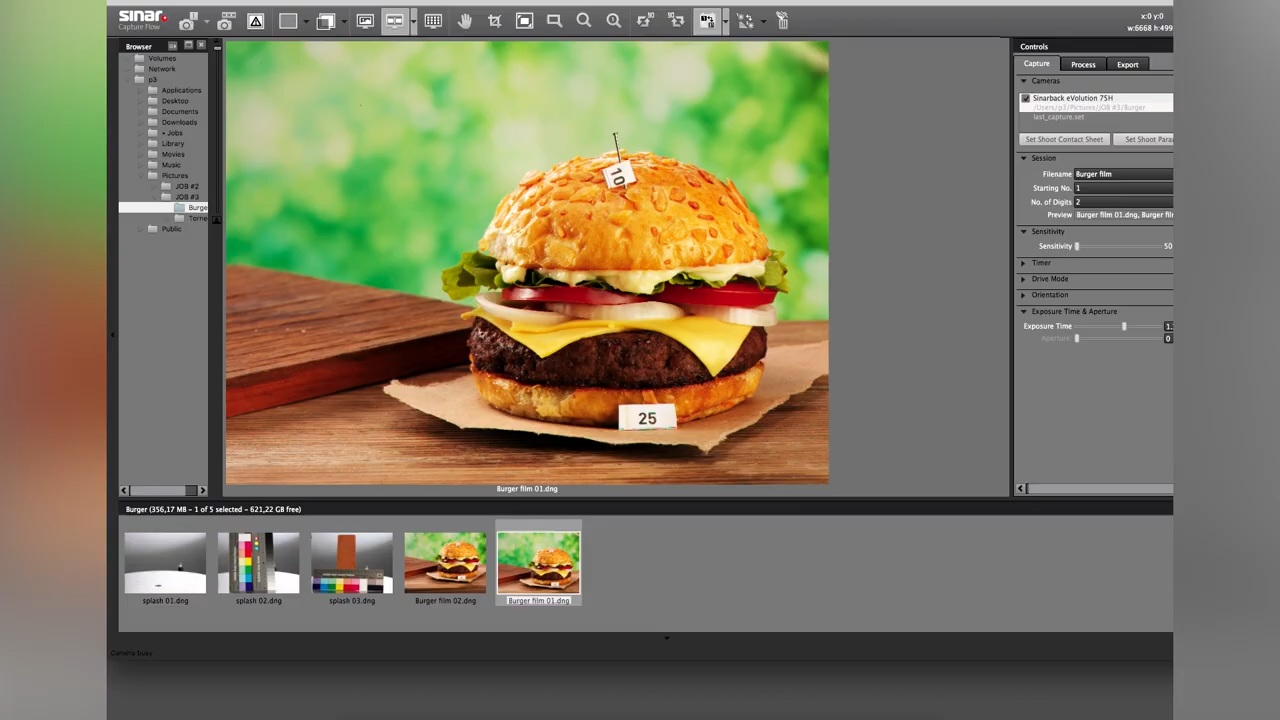 sinar
Capture Flow
x:0 y:0
w:6668 h:499
Browser
Volumes
Network
p3
Applications
Desktop
Documents
Downloads
Jobs
Library
Movies
Music
Pictures
JOB #2
JOB #3
Burge
Torne
Public
10
25
Burger film 01.dng
Controls
Capture Process Export
Cameras
Sinarback eVolution 75H
/Users/p3/Pictures/JOB #3/Burger
last_capture.set
Set Shoot Contact Sheet Set Shoot Parar
Session
Filename Burger film
Starting No. 1
No. of Digits 2
Preview Burger film 01.dng, Burger film
Sensitivity
Sensitivity 50
Timer
Drive Mode
Orientation
Exposure Time & Aperture
Exposure Time 1.
Aperture: 0
Burger (356,17 MB - 1 of 5 selected - 621,22 GB free)
splash 01.dng splash 02.dng splash 03.dng Burger film 02.dng Burger film 01.dng
Camera busy